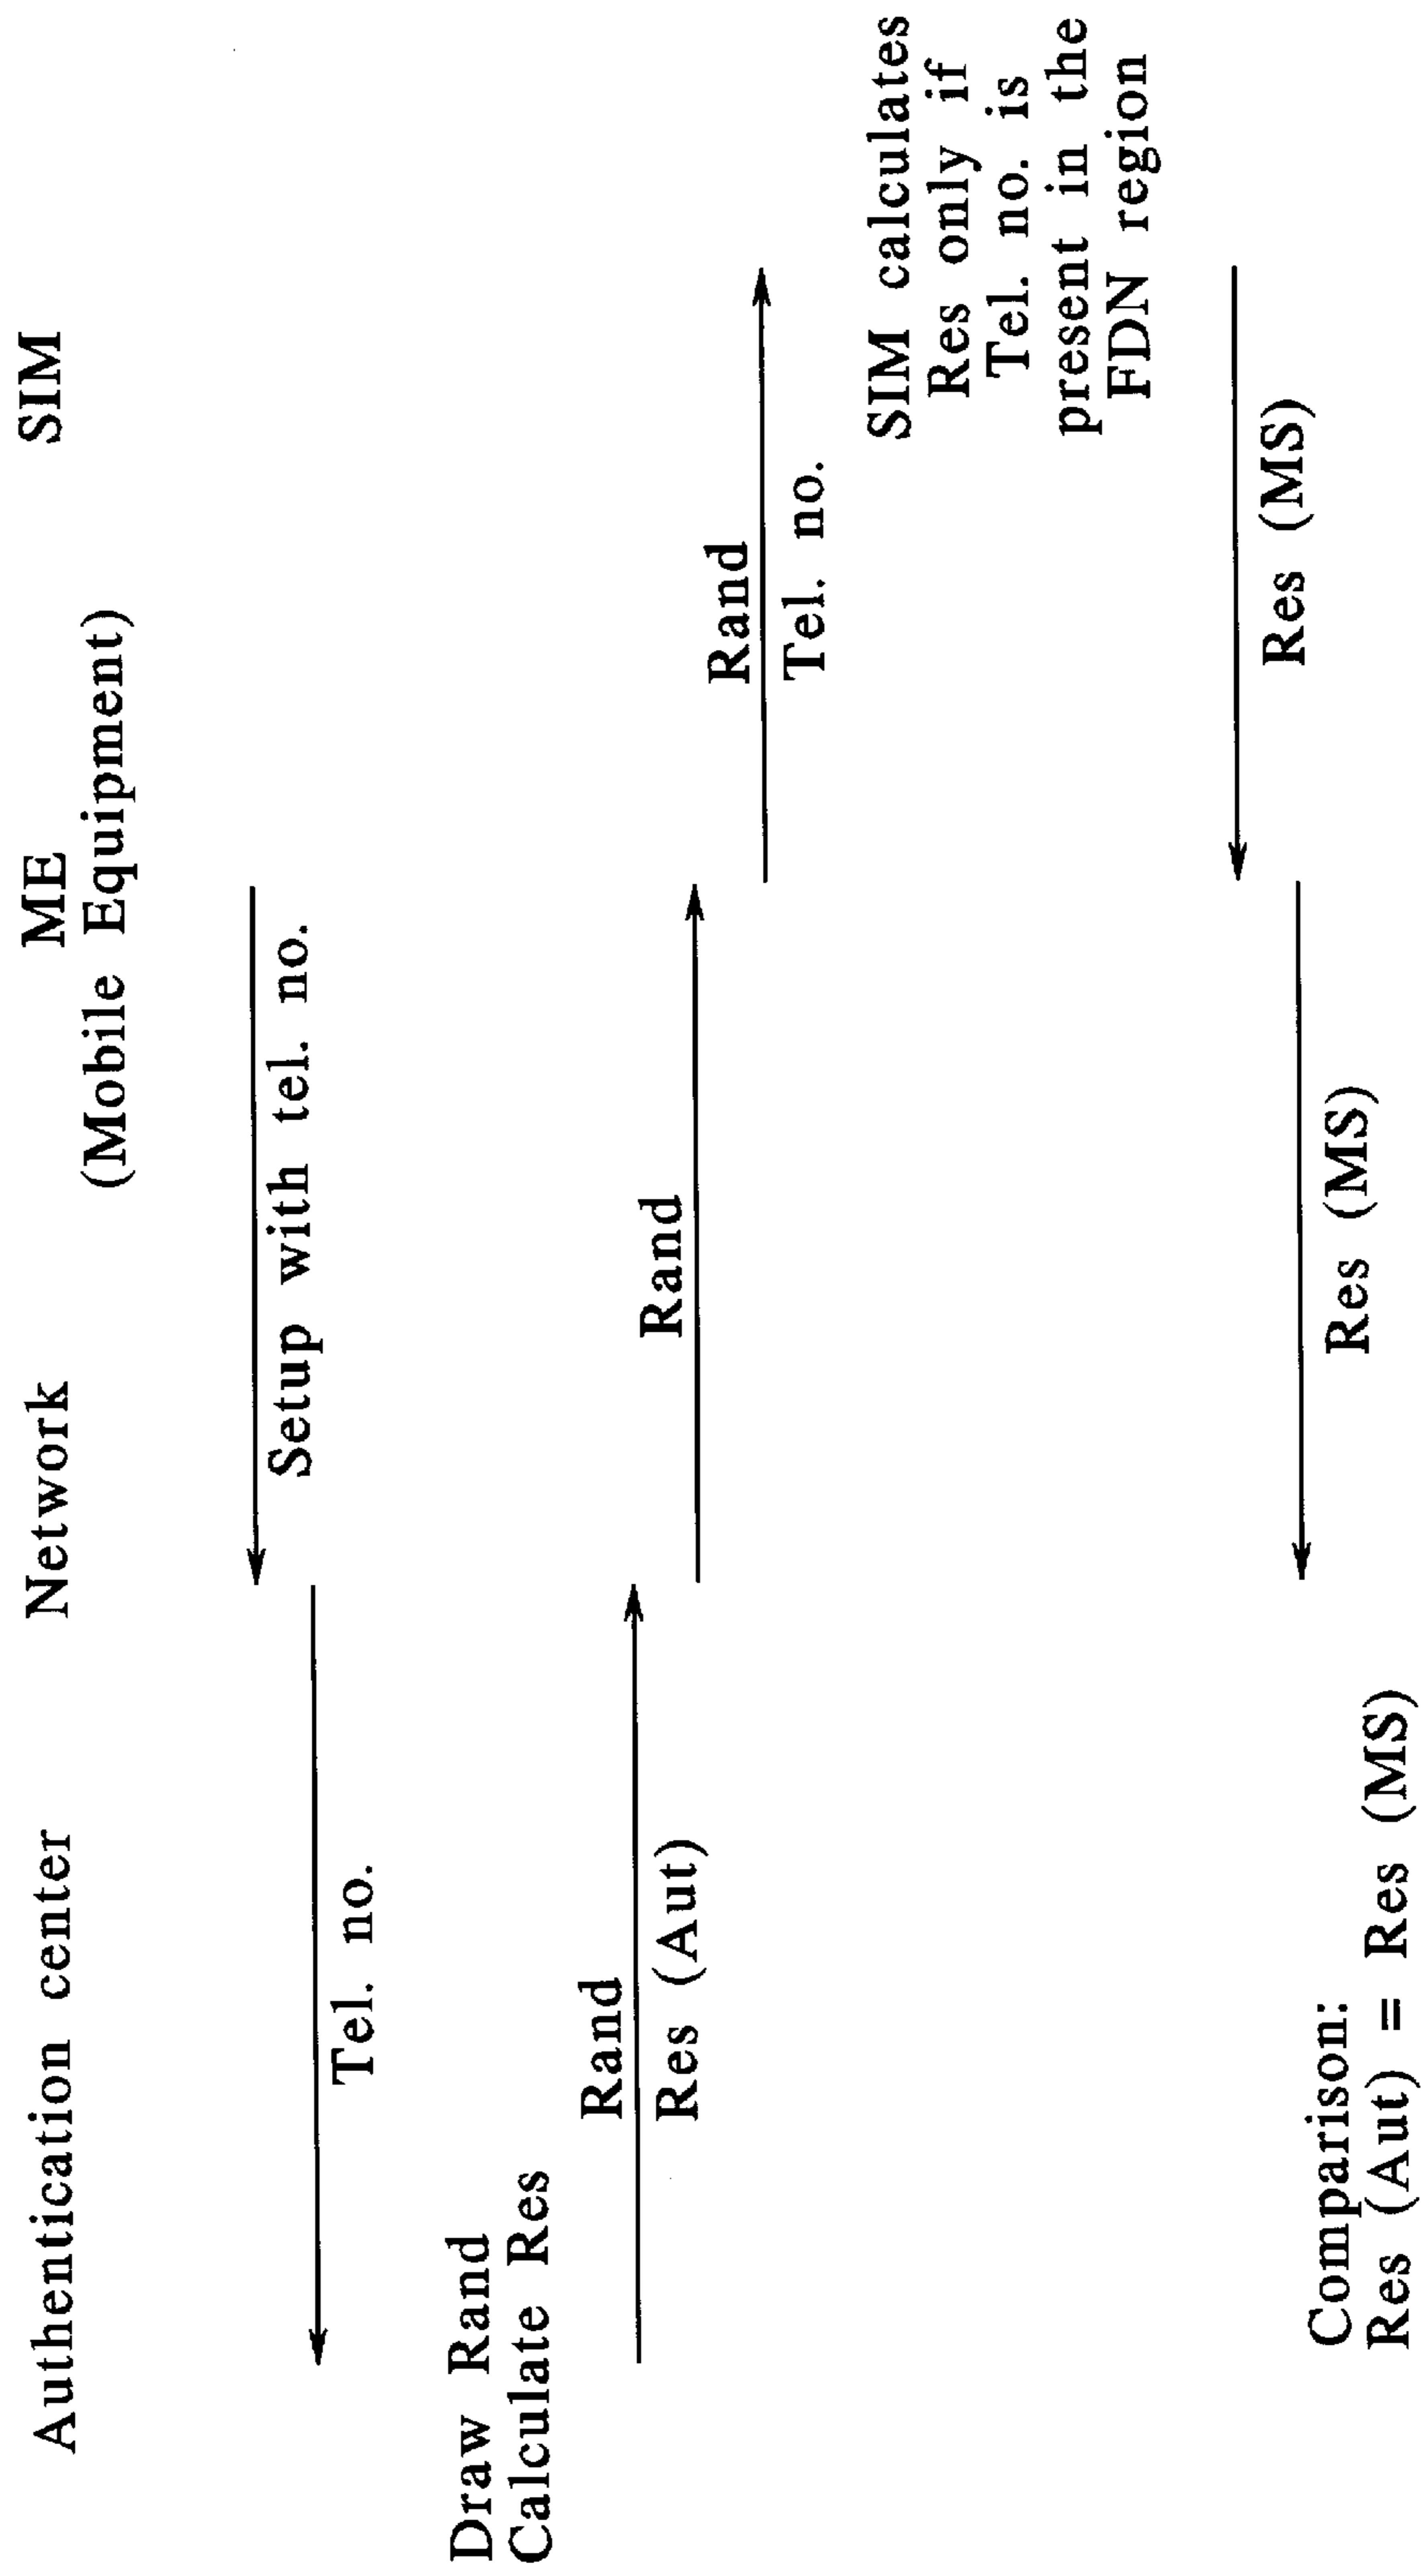 Authentication center
Network
ME
(Mobile Equipment)
SIM
Setup with tel. no.
Tel. no.
Draw Rand
Calculate Res
Rand
Res (Aut)
Rand
Rand
Tel. no.
SIM calculates
Res only if
Tel. no. is
present in the
FDN region
Res (MS)
Res (MS)
Comparison:
Res (Aut) = Res (MS)